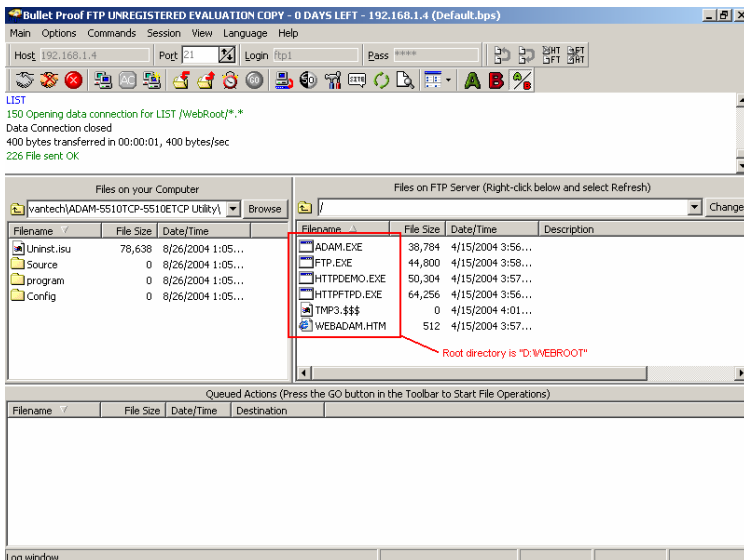 Bullet Proof FTP UNREGISTERED EVALUATION COPY - 0 DAYS LEFT - 192.168.1.4 (Default.bps)
Main Options Commands Session View Language Help
Host 192.168.1.4 Port 21 Login ftp1 Pass ****
LIST
150 Opening data connection for LIST /WebRoot/*.*
Data Connection closed
400 bytes transferred in 00:00:01, 400 bytes/sec
226 File sent OK
Files on your Computer
vantech\ADAM-5510TCP-5510ETCP Utility\ Browse
Filename File Size Date/Time
Uninst.isu 78,638 8/26/2004 1:05...
Source 0 8/26/2004 1:05...
program 0 8/26/2004 1:05...
Config 0 8/26/2004 1:05...
Files on FTP Server (Right-click below and select Refresh)
/ Change
Filename File Size Date/Time Description
ADAM.EXE 38,784 4/15/2004 3:56...
FTP.EXE 44,800 4/15/2004 3:58...
HTTPDEMO.EXE 50,304 4/15/2004 3:57...
HTTPFTPD.EXE 64,256 4/15/2004 3:56...
TMP3.$$$ 0 4/15/2004 4:01...
WEBADAM.HTM 512 4/15/2004 3:57...
Root directory is "D:\WEBROOT"
Queued Actions (Press the GO button in the Toolbar to Start File Operations)
Filename File Size Date/Time Destination
Log window